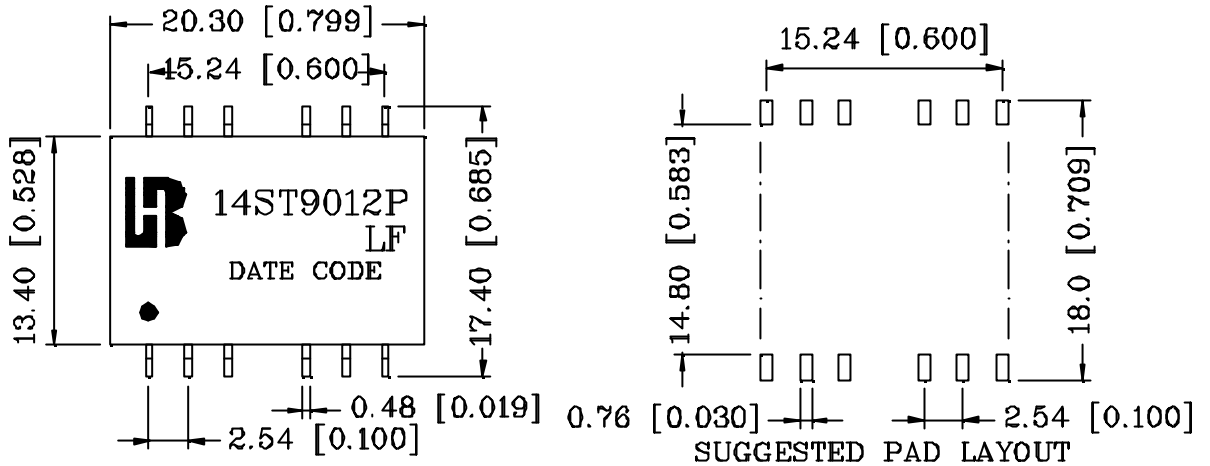 20.30 [0.799]
15.24 [0.600]
13.40 [0.528]
14ST9012P
LF
DATE CODE
17.40 [0.685]
0.48 [0.019]
2.54 [0.100]
15.24 [0.600]
14.80 [0.583]
18.0 [0.709]
0.76 [0.030]
2.54 [0.100]
SUGGESTED PAD LAYOUT